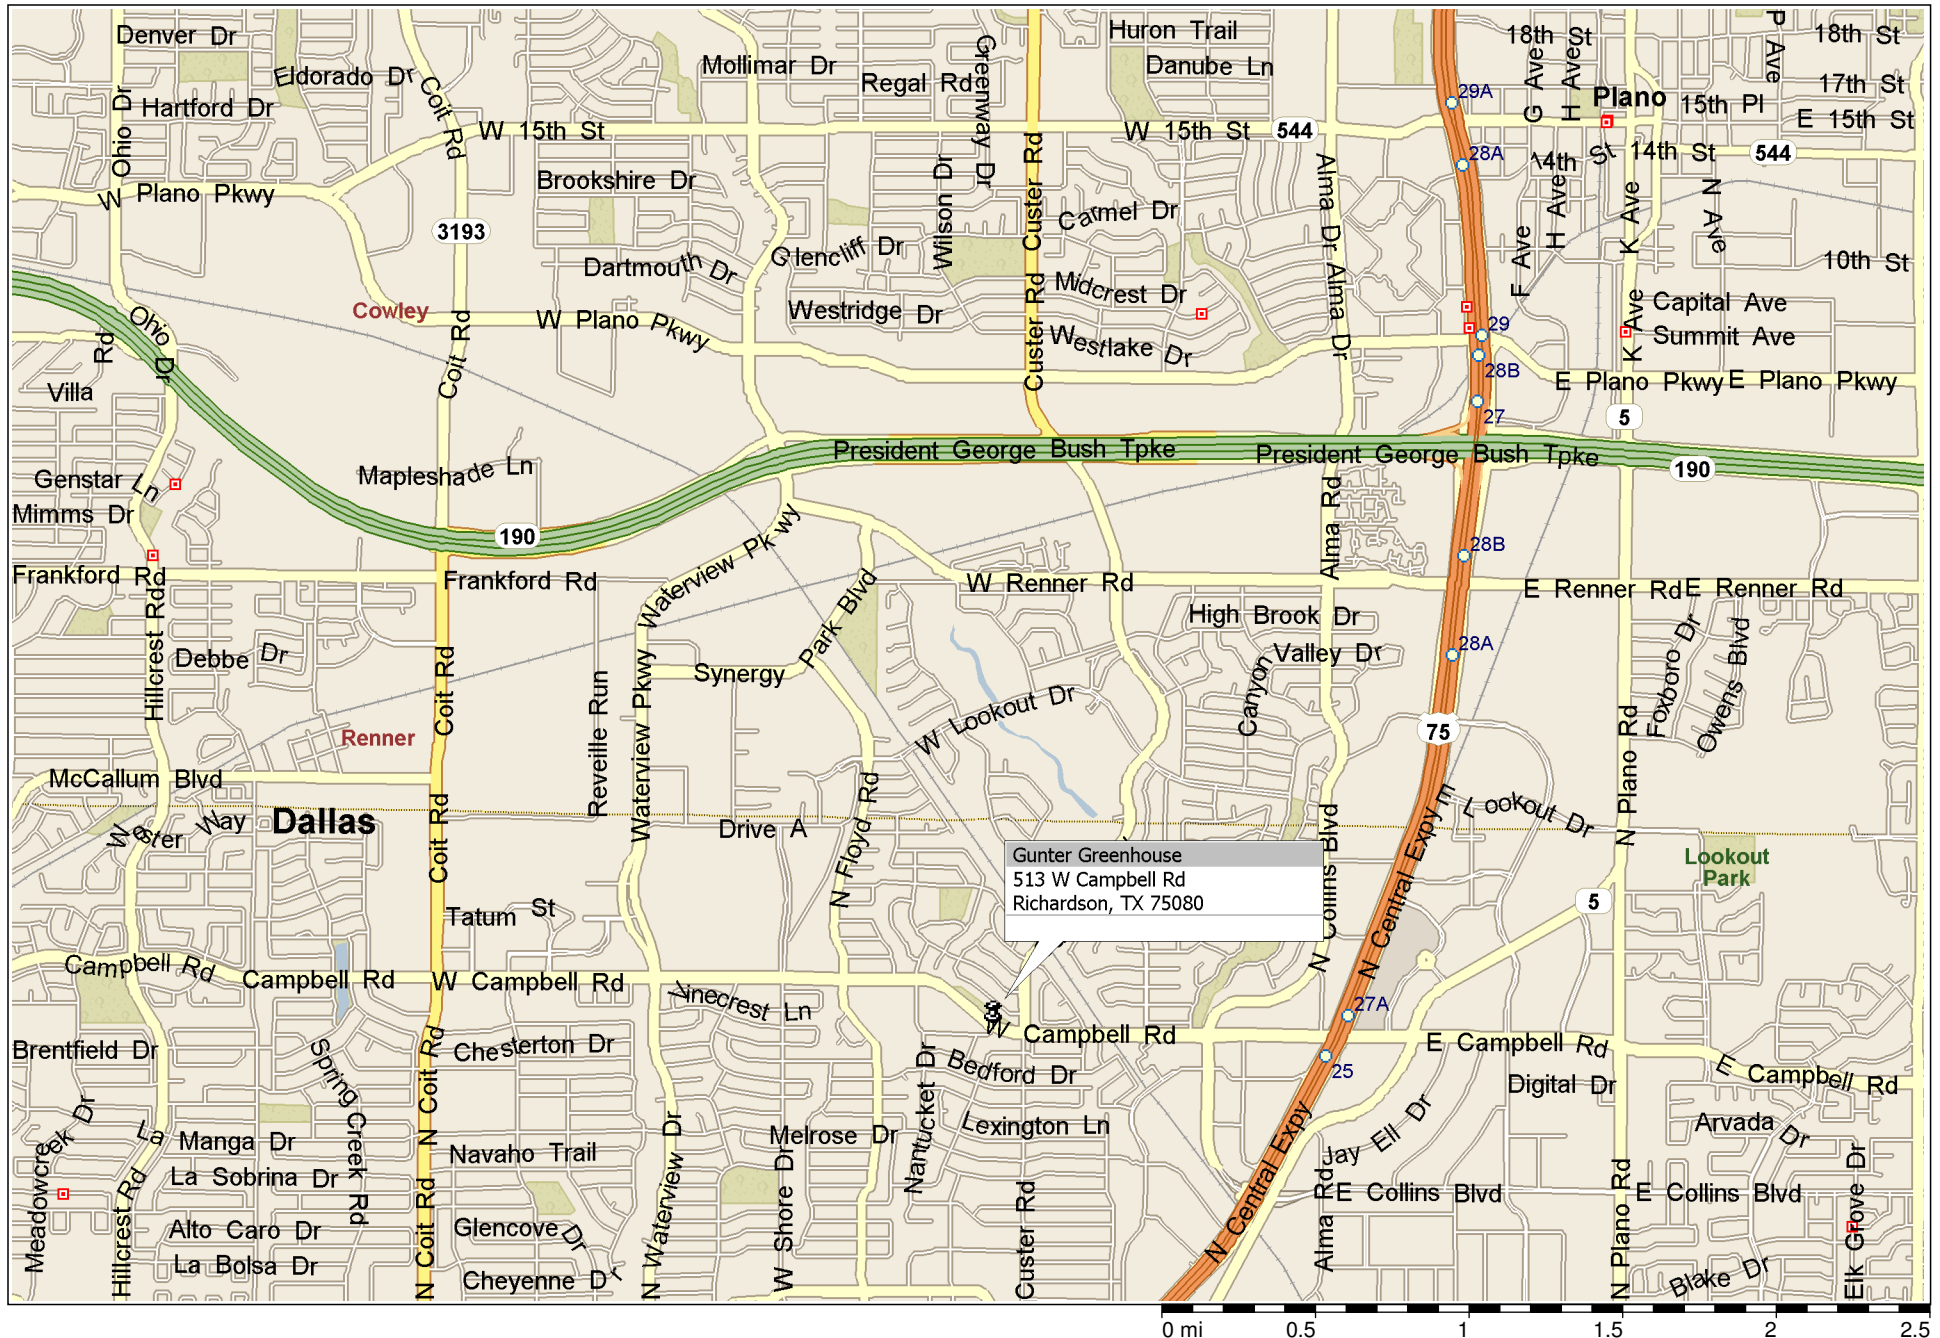 Denver Dr
Eldorado Dr
Hartford Dr
Ohio Dr
Coit Rd
Mollimar Dr
Regal Rd
Greenway Dr
Huron Trail
Danube Ln
18th St
18th St
P Ave
G Ave
H Ave
17th St
29A
Plano
15th Pl
E 15th St
W 15th St
Custer Rd
W 15th St
544
28A
14th St
14th St
544
W Plano Pkwy
Brookshire Dr
Wilson Dr
Carmel Dr
Alma Dr
H Ave
K Ave
N Ave
3193
Glencliff Dr
Dartmouth Dr
Custer Rd
Midcrest Dr
Alma Dr
F Ave
10th St
Cowley
W Plano Pkwy
Westridge Dr
Westlake Dr
29
K Ave
Capital Ave
Summit Ave
Ohio Dr
Rd
Villa
Coit Rd
28B
E Plano Pkwy
E Plano Pkwy
27
5
President George Bush Tpke
President George Bush Tpke
190
Mapleshade Ln
Genstar Ln
Mimms Dr
190
Waterview Pkwy
Alma Rd
28B
Frankford Rd
Frankford Rd
W Renner Rd
E Renner Rd
E Renner Rd
Park Blvd
High Brook Dr
Hillcrest Rd
Debbe Dr
Coit Rd
Synergy
Valley Dr
Canyon
28A
Foxboro Dr
Owens Blvd
Renner
Reveille Run
Waterview Pkwy
W Lookout Dr
75
N Plano Rd
McCallum Blvd
Wester Way
Dallas
Coit Rd
Drive A
N Floyd Rd
E Lookout Dr
Lookout
Park
Gunter Greenhouse
513 W Campbell Rd
Richardson, TX 75080
N Collins Blvd
N Central Expy
5
Tatum St
Campbell Rd
Campbell Rd
W Campbell Rd
Vinecrest Ln
27A
W Campbell Rd
E Campbell Rd
E Campbell Rd
Brentfield Dr
Spring Creek Rd
N Coit Rd
Chesterton Dr
Bedford Dr
25
Digital Dr
Meadowcreek Dr
La Manga Dr
Navaho Trail
Melrose Dr
Nantucket Dr
Lexington Ln
Jay Ell Dr
Arvada Dr
La Sobrina Dr
N Coit Rd
N Waterview Dr
W Shore Dr
Custer Rd
N Central Expy
Alma Rd
E Collins Blvd
N Plano Rd
E Collins Blvd
Elk Grove Dr
Hillcrest Rd
Alto Caro Dr
Glencove Dr
La Bolsa Dr
Cheyenne Dr
Blake Dr
0 mi
0.5
1
1.5
2
2.5